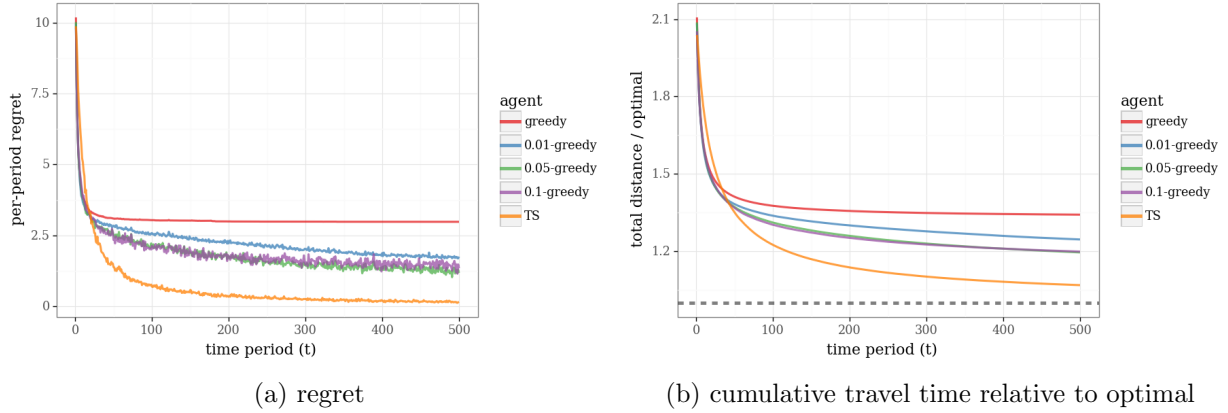 10
7.5
5
2.5
0
per-period regret
0
100
200
300
400
500
time period (t)
agent
greedy
0.01-greedy
0.05-greedy
0.1-greedy
TS
(a) regret
2.1
1.8
1.5
1.2
total distance / optimal
0
100
200
300
400
500
time period (t)
agent
greedy
0.01-greedy
0.05-greedy
0.1-greedy
TS
(b) cumulative travel time relative to optimal